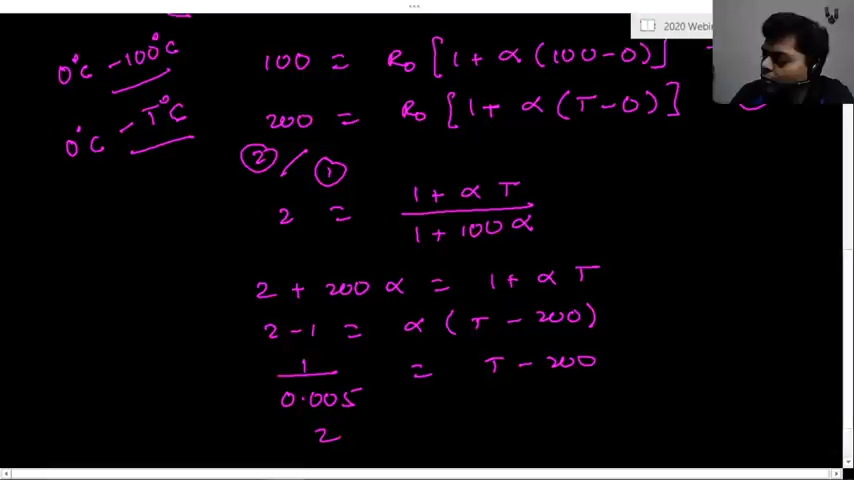 2020 Webin
0°C – 100°C
100 = R₀ [1 + α (100 – 0)]
0°C – T°C
200 = R₀ [1 + α (T – 0)]
② / ①
2 = (1 + α T) / (1 + 100 α)
2 + 200 α = 1 + α T
2 – 1 = α (T – 200)
1 / 0.005 = T – 200
2